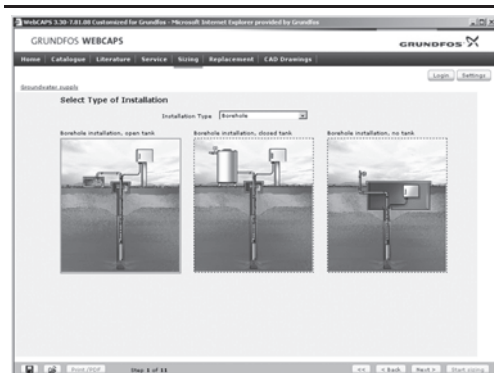 WebCAPS 3.30-7.01.08 Customized for Grundfos - Microsoft Internet Explorer provided by Grundfos
GRUNDFOS WEBCAPS
GRUNDFOS
Home Catalogue Literature Service Sizing Replacement CAD Drawings
Login Settings
Groundwater supply
Select Type of Installation
Installation Type Borehole
Borehole installation, open tank Borehole installation, closed tank Borehole installation, no tank
Print/PDF Step 1 of 11 << < Back Next > Start sizing